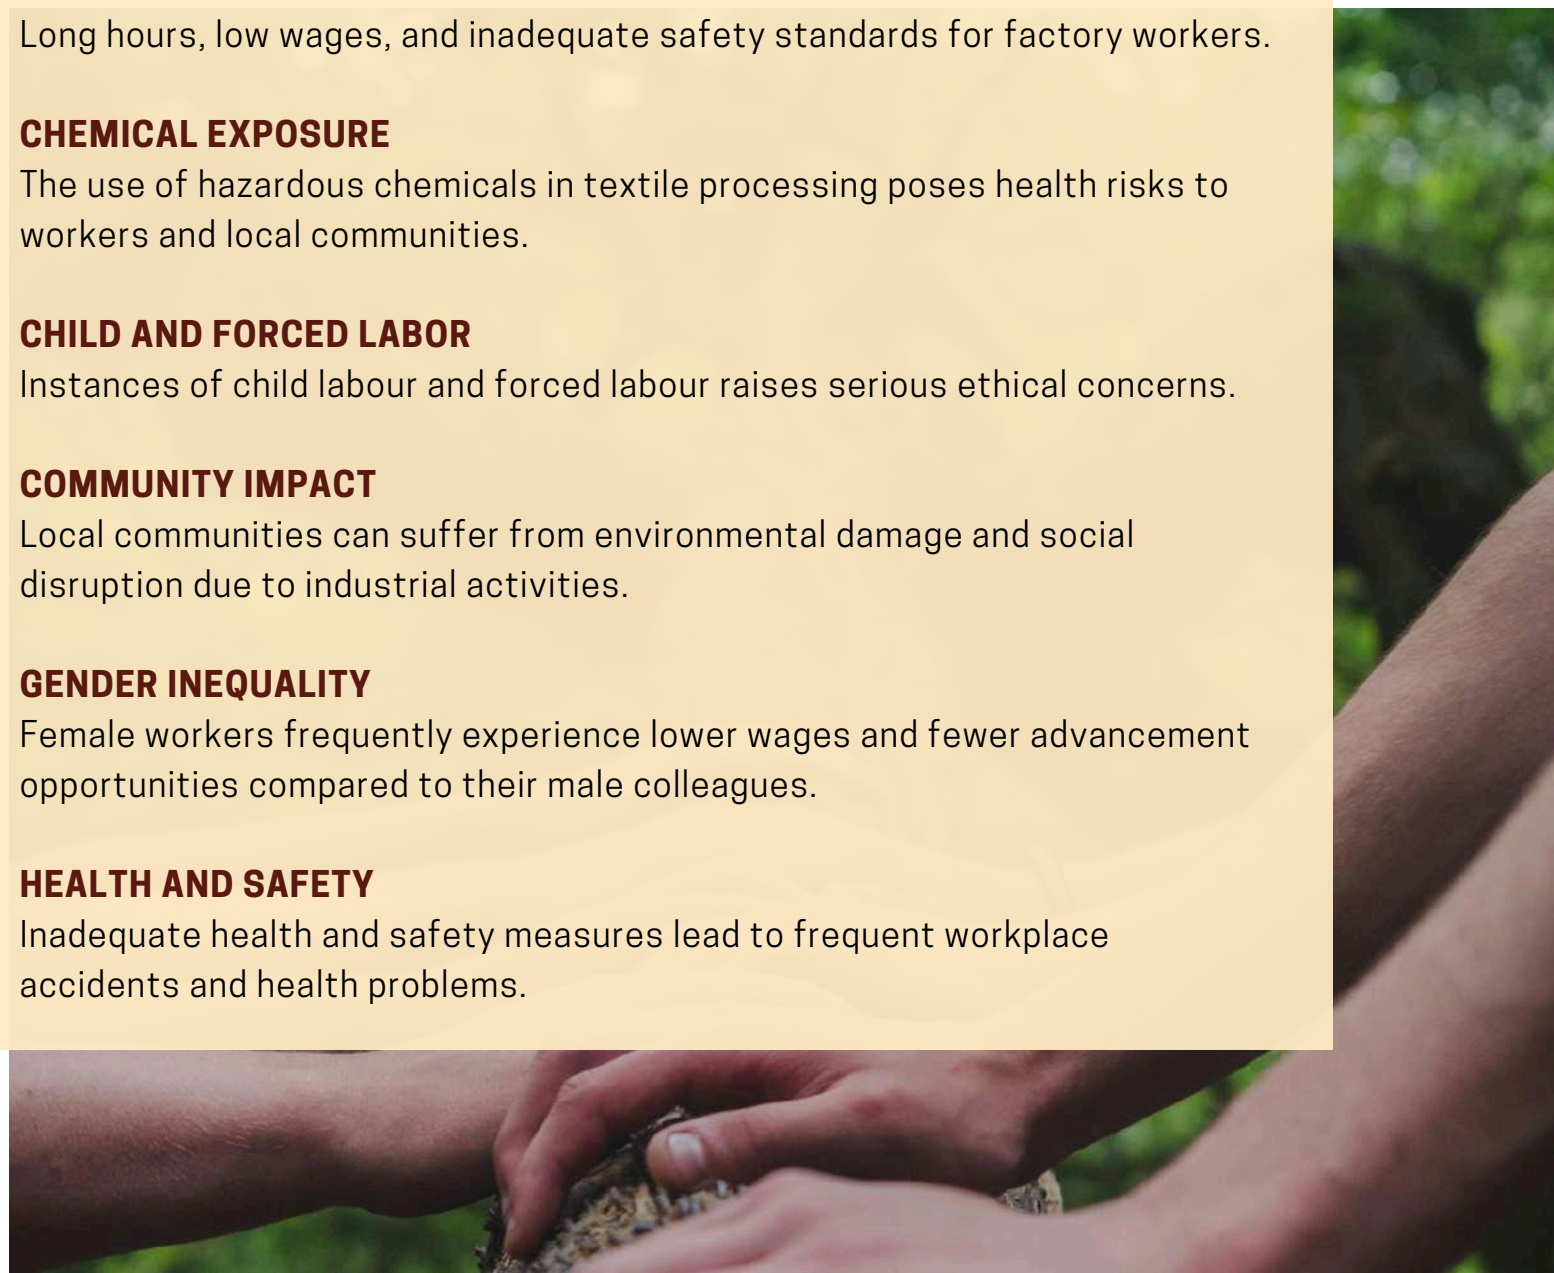 Long hours, low wages, and inadequate safety standards for factory workers.
CHEMICAL EXPOSURE
The use of hazardous chemicals in textile processing poses health risks to
workers and local communities.
CHILD AND FORCED LABOR
Instances of child labour and forced labour raises serious ethical concerns.
COMMUNITY IMPACT
Local communities can suffer from environmental damage and social
disruption due to industrial activities.
GENDER INEQUALITY
Female workers frequently experience lower wages and fewer advancement
opportunities compared to their male colleagues.
HEALTH AND SAFETY
Inadequate health and safety measures lead to frequent workplace
accidents and health problems.